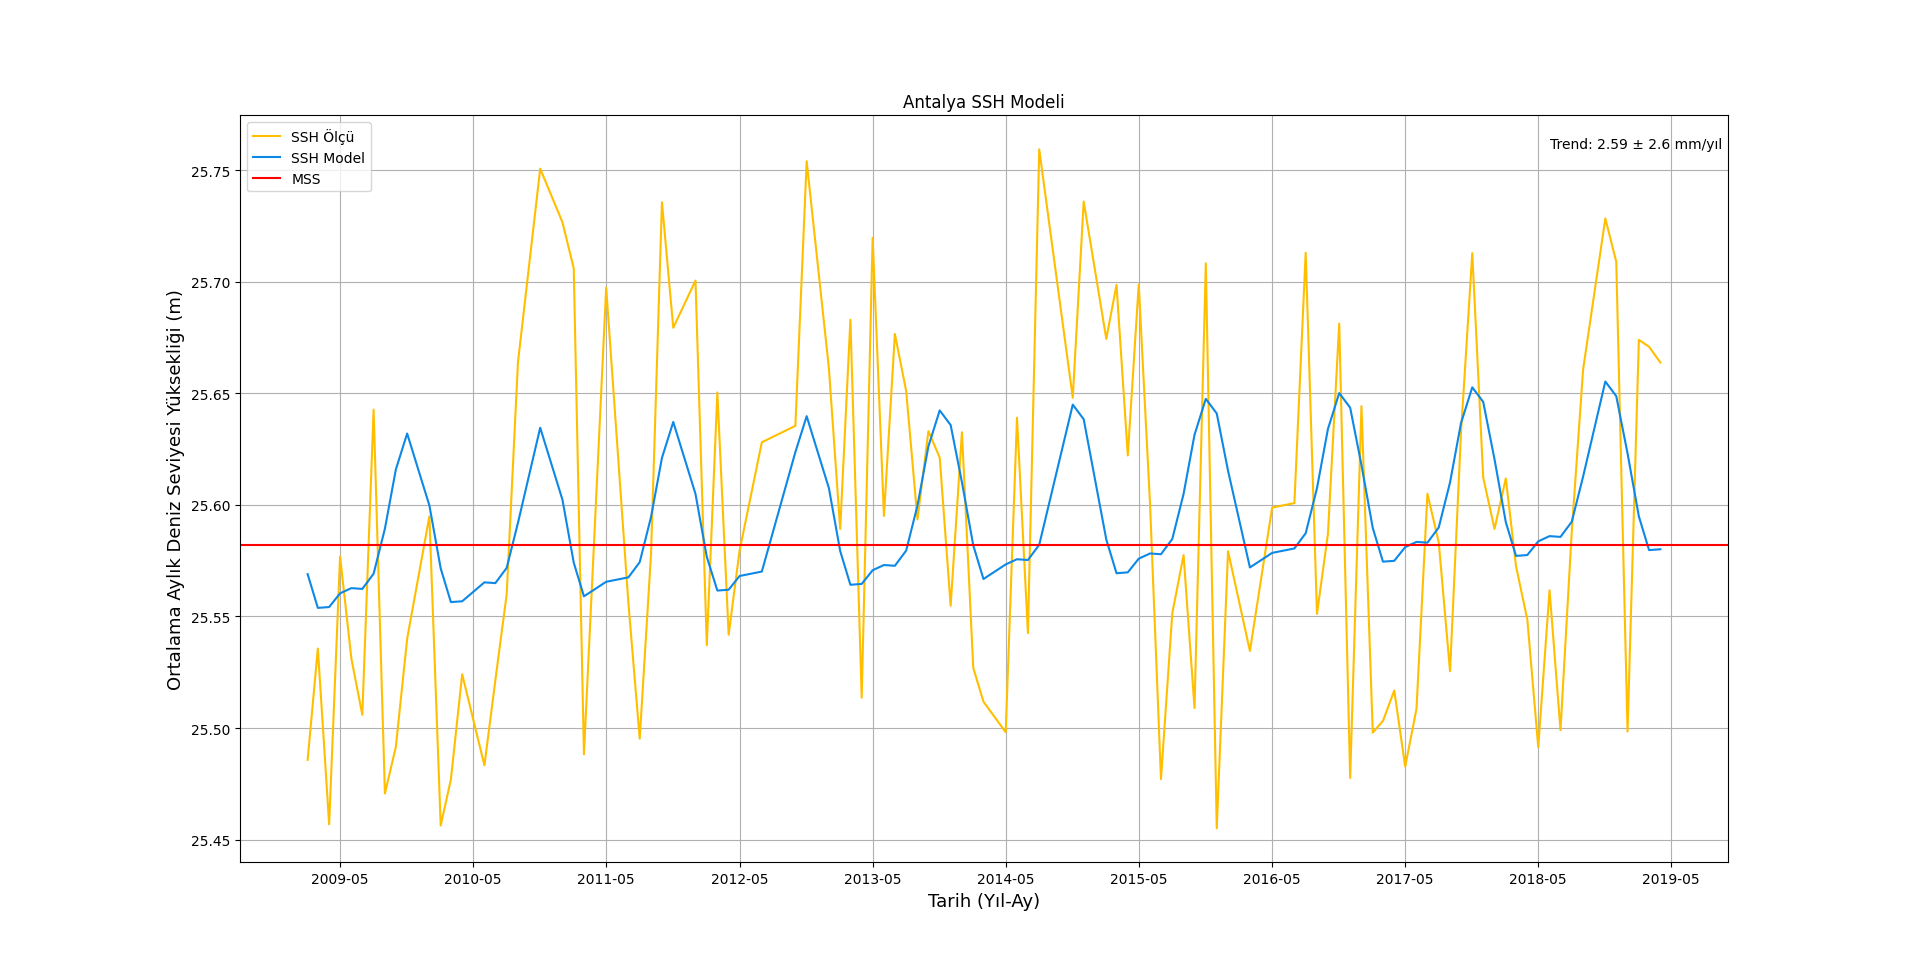 Antalya SSH Modeli
SSH Ölçü
SSH Model
MSS
Trend: 2.59 ± 2.6 mm/yıl
Ortalama Aylık Deniz Seviyesi Yüksekliği (m)
25.75
25.70
25.65
25.60
25.55
25.50
25.45
2009-05 2010-05 2011-05 2012-05 2013-05 2014-05 2015-05 2016-05 2017-05 2018-05 2019-05
Tarih (Yıl-Ay)